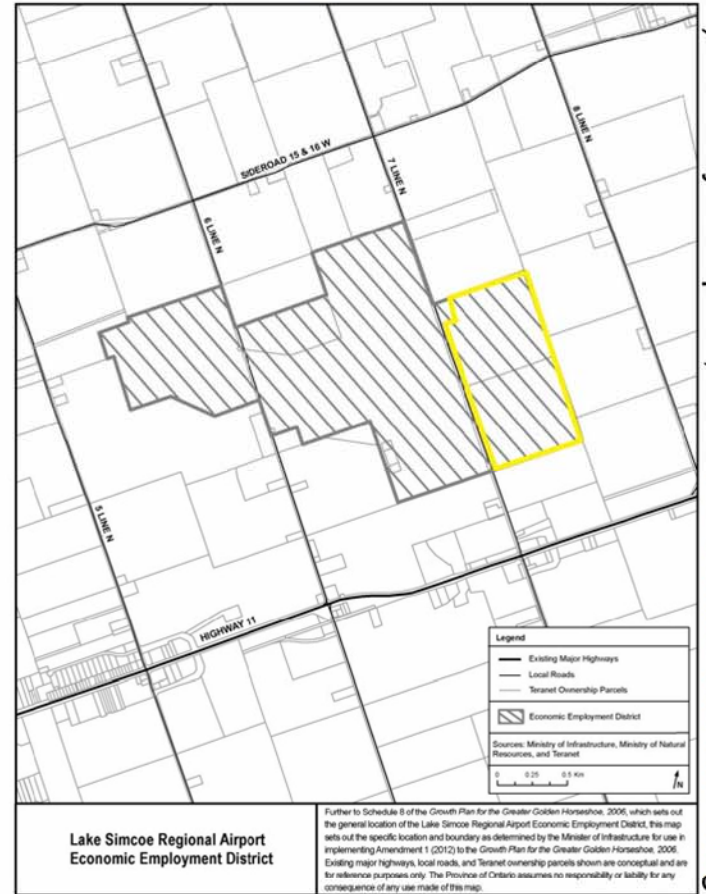 SIDEROAD 15 & 16 W
8 LINE N
7 LINE N
6 LINE N
5 LINE N
HIGHWAY 11
Legend
Existing Major Highways
Local Roads
Teranet Ownership Parcels
Economic Employment District
Sources: Ministry of Infrastructure, Ministry of Natural
Resources, and Teranet
0 0.25 0.5 Km
N
Lake Simcoe Regional Airport
Economic Employment District
Further to Schedule 8 of the Growth Plan for the Greater Golden Horseshoe, 2006, which sets out
the general location of the Lake Simcoe Regional Airport Economic Employment District, this map
sets out the specific location and boundary as determined by the Minister of Infrastructure for use in
implementing Amendment 1 (2012) to the Growth Plan for the Greater Golden Horseshoe, 2006.
Existing major highways, local roads, and Teranet ownership parcels shown are conceptual and are
for reference purposes only. The Province of Ontario assumes no responsibility or liability for any
consequence of any use made of this map.